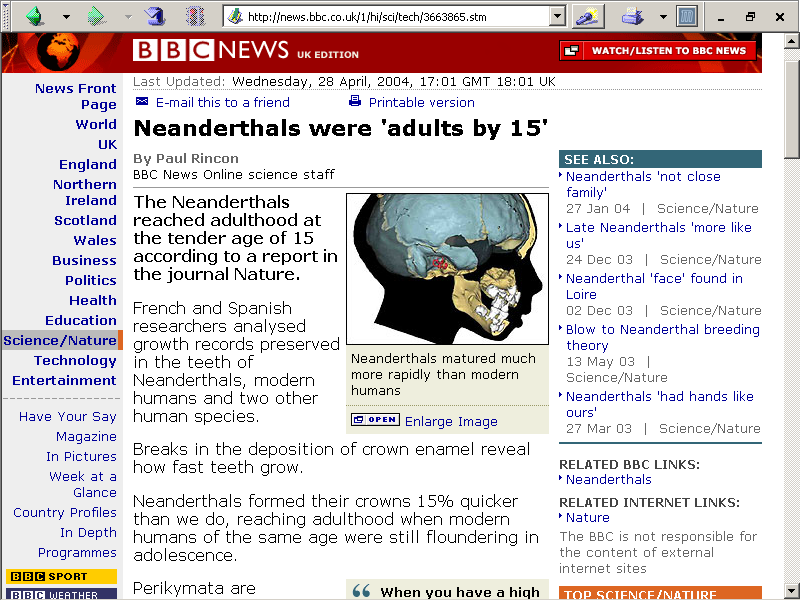 http://news.bbc.co.uk/1/hi/sci/tech/3663865.stm
BBC NEWS UK EDITION
WATCH/LISTEN TO BBC NEWS
News Front
Page
World
UK
England
Northern
Ireland
Scotland
Wales
Business
Politics
Health
Education
Science/Nature
Technology
Entertainment
Have Your Say
Magazine
In Pictures
Week at a
Glance
Country Profiles
In Depth
Programmes
BBC SPORT
BBC WEATHER
Last Updated: Wednesday, 28 April, 2004, 17:01 GMT 18:01 UK
E-mail this to a friend
Printable version
Neanderthals were 'adults by 15'
By Paul Rincon
BBC News Online science staff
The Neanderthals
reached adulthood at
the tender age of 15
according to a report in
the journal Nature.
French and Spanish
researchers analysed
growth records preserved
in the teeth of
Neanderthals, modern
humans and two other
human species.
Neanderthals matured much
more rapidly than modern
humans
OPEN Enlarge Image
Breaks in the deposition of crown enamel reveal
how fast teeth grow.
Neanderthals formed their crowns 15% quicker
than we do, reaching adulthood when modern
humans of the same age were still floundering in
adolescence.
Perikymata are
“ When you have a high
SEE ALSO:
Neanderthals 'not close
family'
27 Jan 04 | Science/Nature
Late Neanderthals 'more like
us'
24 Dec 03 | Science/Nature
Neanderthal 'face' found in
Loire
02 Dec 03 | Science/Nature
Blow to Neanderthal breeding
theory
13 May 03 |
Science/Nature
Neanderthals 'had hands like
ours'
27 Mar 03 | Science/Nature
RELATED BBC LINKS:
Neanderthals
RELATED INTERNET LINKS:
Nature
The BBC is not responsible for
the content of external
internet sites
TOP SCIENCE/NATURE